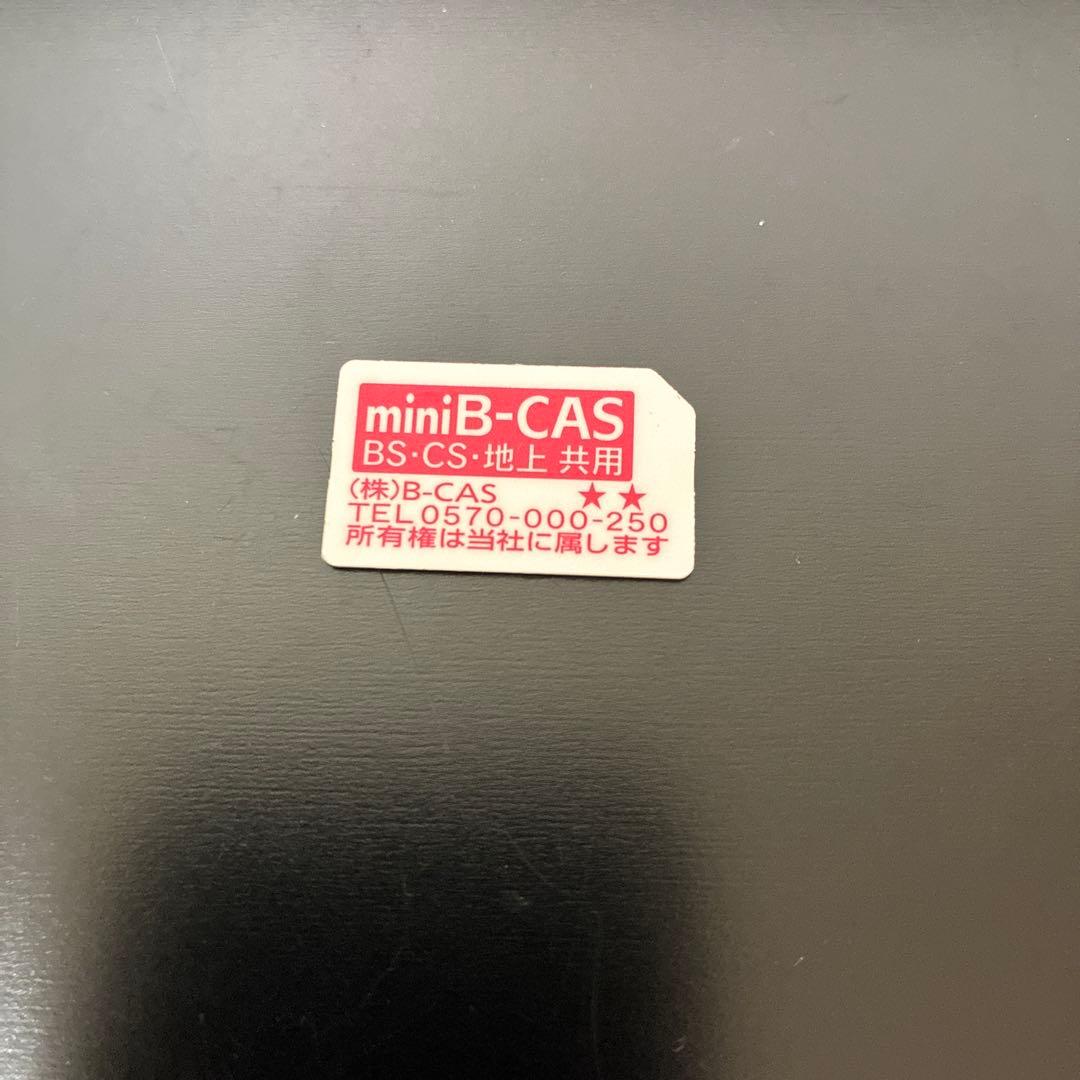 miniB-CAS
BS・CS・地上 共用
(株)B-CAS ★★
TEL 0570-000-250
所有権は当社に属します